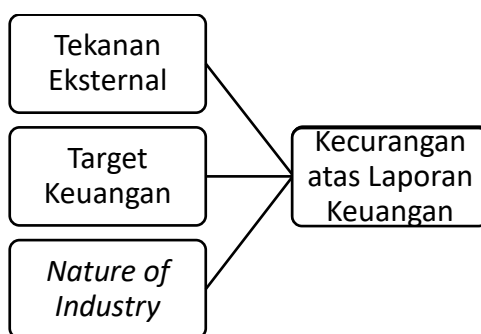 Tekanan
Eksternal
Target
Keuangan
Nature of
Industry
Kecurangan
atas Laporan
Keuangan